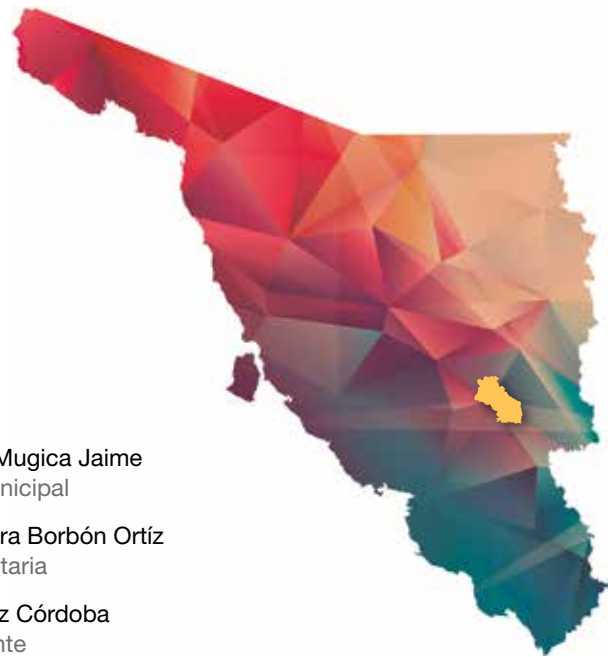 Mugica Jaime
nicipal
ra Borbón Ortíz
taria
z Córdoba
nte